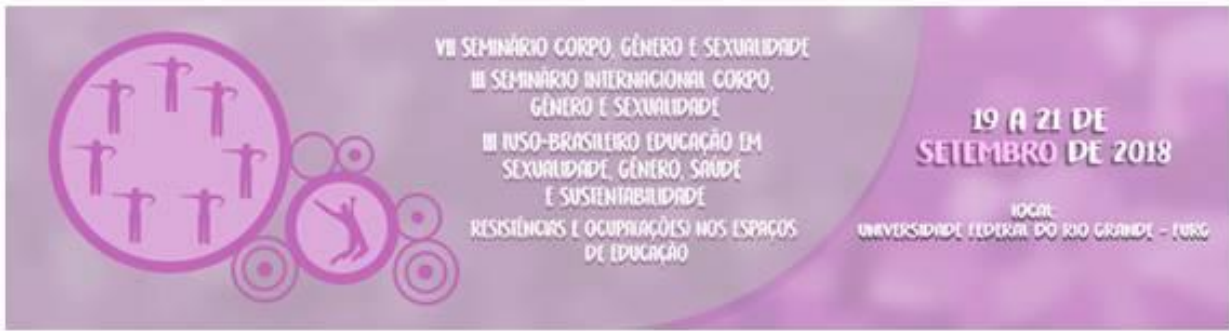 VII SEMINÁRIO CORPO, GÊNERO E SEXUALIDADE
III SEMINÁRIO INTERNACIONAL CORPO,
GÊNERO E SEXUALIDADE
III LUSO-BRASILEIRO EDUCAÇÃO EM
SEXUALIDADE, GÊNERO, SAÚDE
E SUSTENTABILIDADE
RESISTÊNCIAS E OCUPA(AÇÕES) NOS ESPAÇOS
DE EDUCAÇÃO
19 A 21 DE
SETEMBRO DE 2018
LOCAL:
UNIVERSIDADE FEDERAL DO RIO GRANDE - FURG